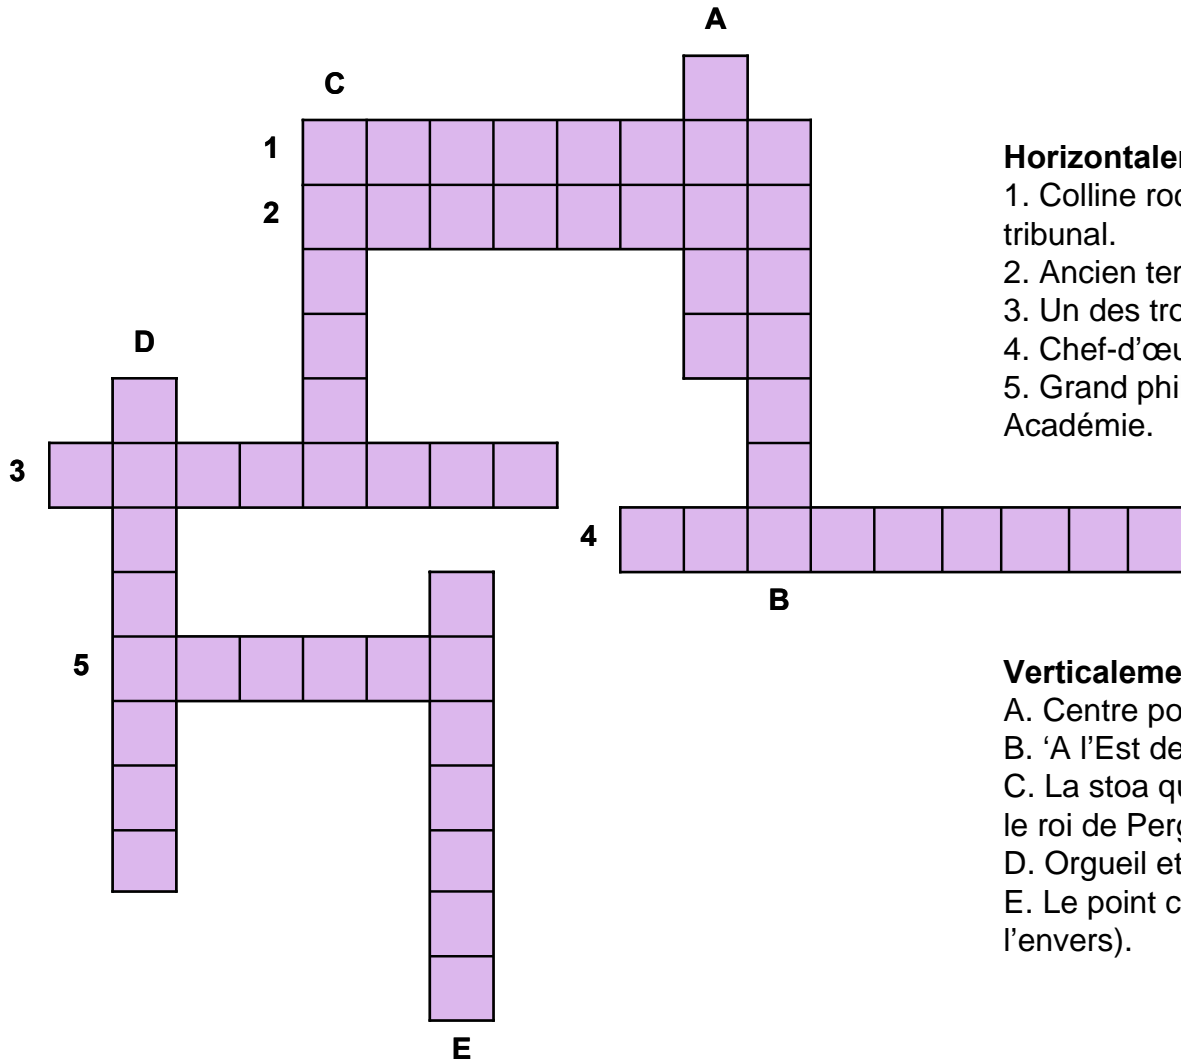 A
C
1
Horizontaler
1. Colline roc
tribunal.
2
2. Ancien ter
3. Un des tro
D
4. Chef-d’œu
5. Grand phi
Académie.
3
4
B
5
Verticaleme
A. Centre po
B. ‘A l’Est de
C. La stoa qu
le roi de Perg
D. Orgueil et
E. Le point c
l’envers).
E